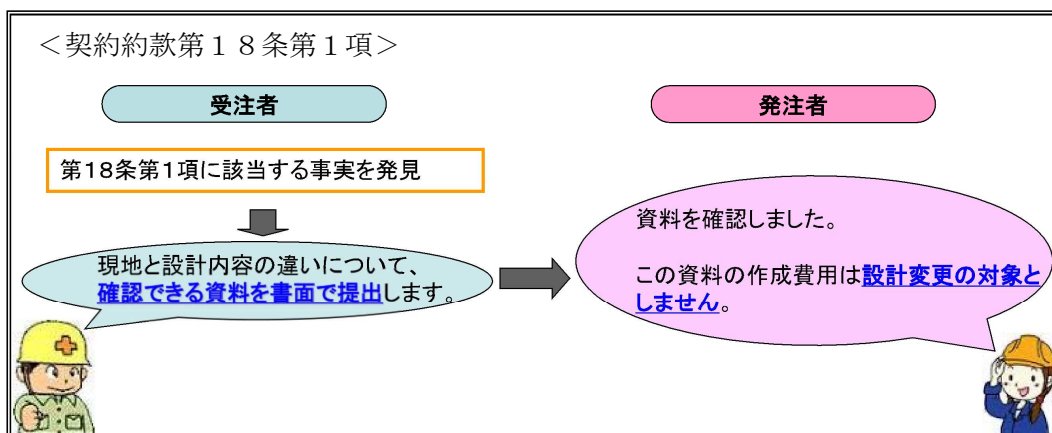 ＜契約約款第１８条第１項＞
受注者
発注者
第18条第1項に該当する事実を発見
現地と設計内容の違いについて、
確認できる資料を書面で提出します。
資料を確認しました。
この資料の作成費用は設計変更の対象と
しません。